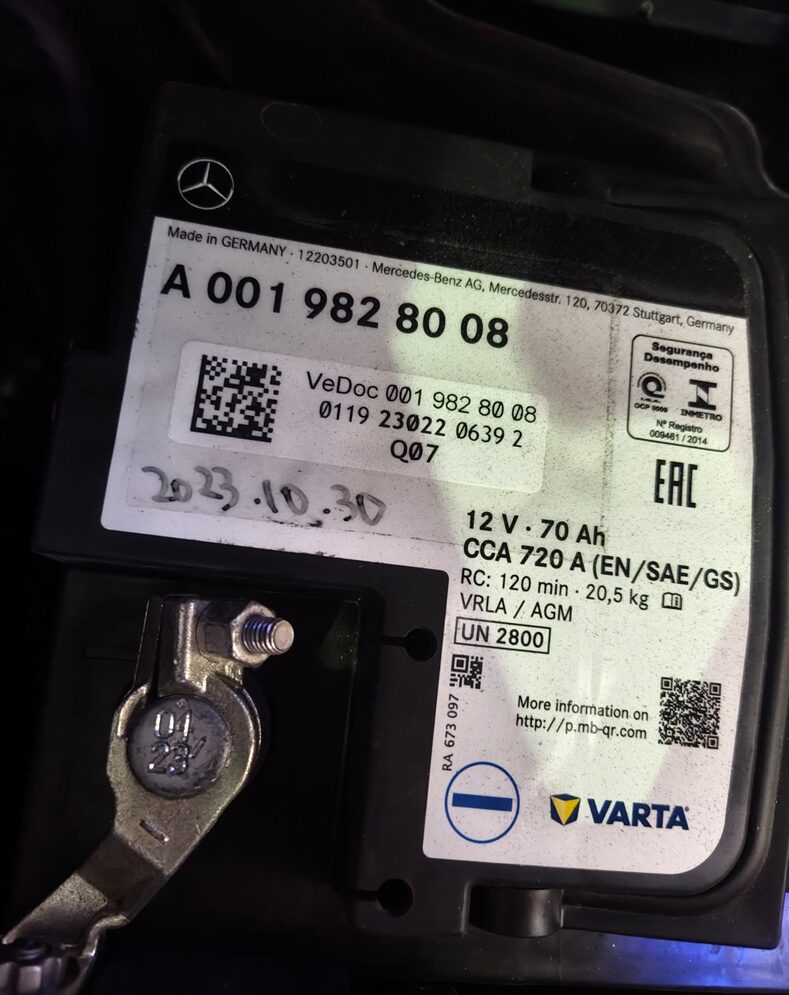 Made in GERMANY · 12203501 · Mercedes-Benz AG, Mercedesstr. 120, 70372 Stuttgart, Germany
A 001 982 80 08
VeDoc 001 982 80 08
0119 23022 0639 2
Q07
2023.10.30
Segurança
Desempenho
OCP 0006
INMETRO
Nº Registro
009461 / 2014
EAC
12 V · 70 Ah
CCA 720 A (EN/SAE/GS)
RC: 120 min · 20,5 kg
VRLA / AGM
UN 2800
RA 673 097
More information on
http://p.mb-qr.com
VARTA
01
23